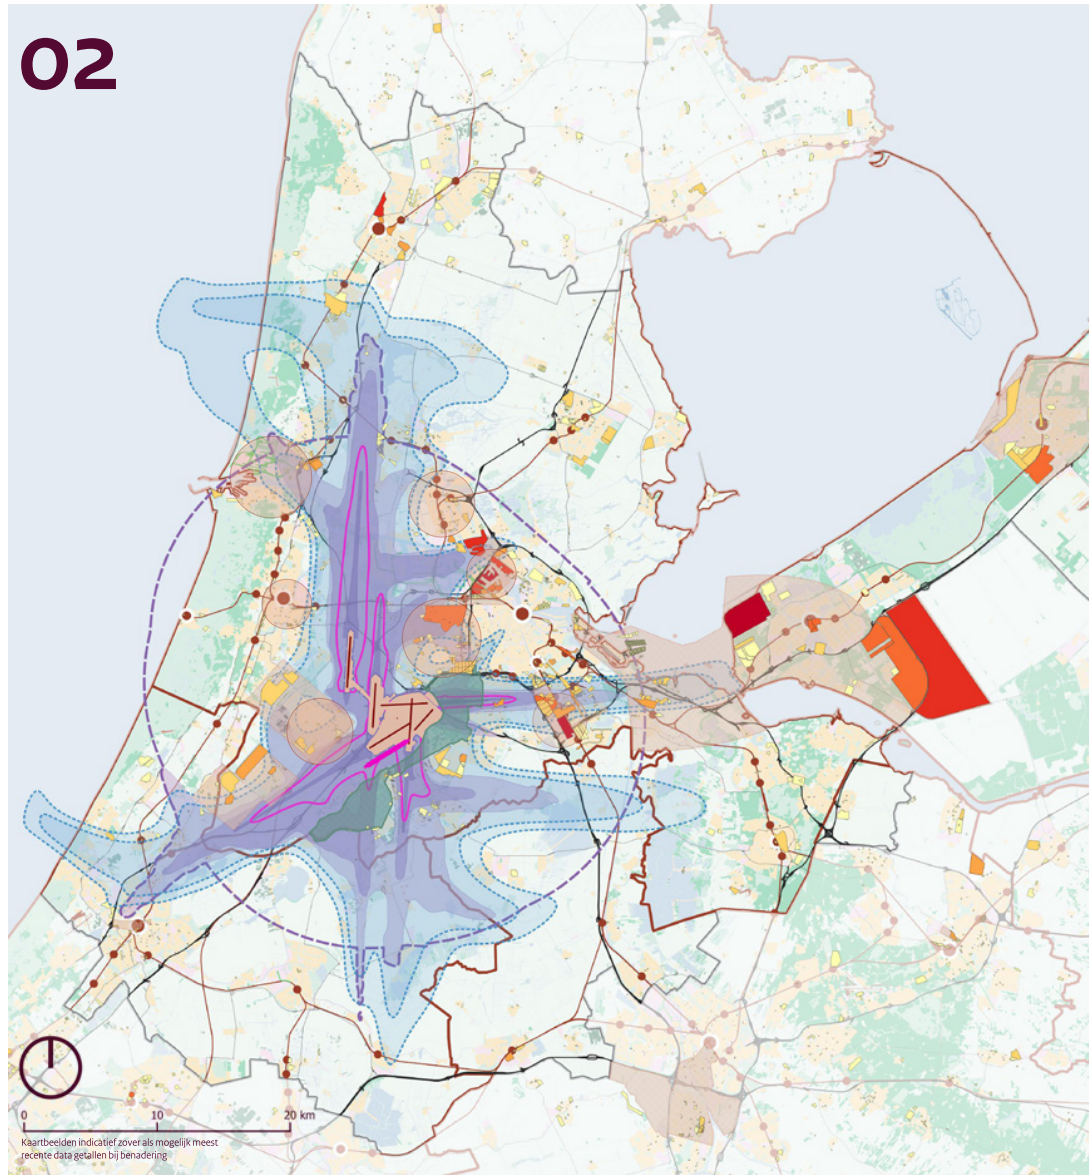 02
0 10 20 km
Kaartbeelden indicatief zover als mogelijk meest
recente data getallen bij benadering